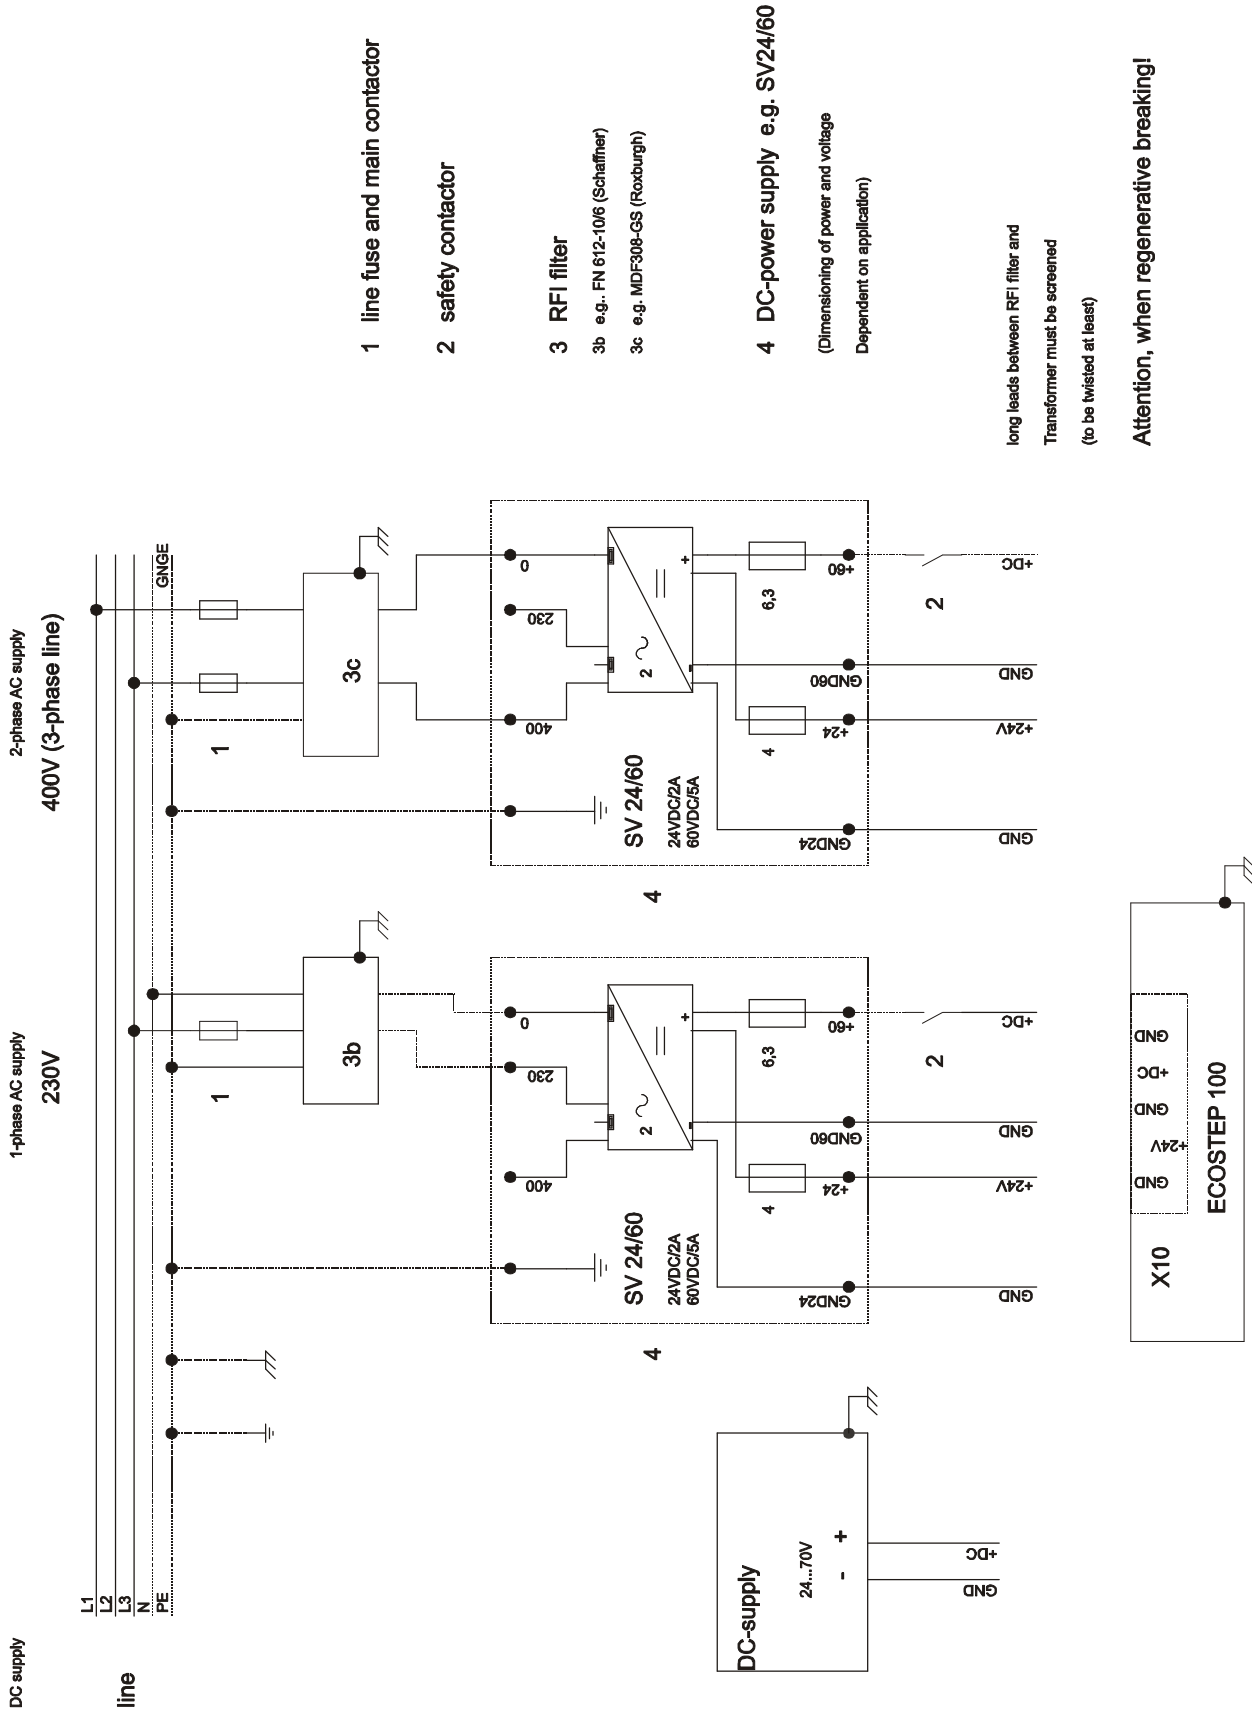 DC supply
1-phase AC supply
2-phase AC supply
230V
400V (3-phase line)
line
L1
L2
L3
N
PE
GNGE
1
1
3b
3c
0
230
400
0
230
400
SV 24/60
24VDC/2A
60VDC/5A
2
+
-
4
6,3
4
GND24
+24
GND60
+60
2
GND
+24V
GND
+DC
SV 24/60
24VDC/2A
60VDC/5A
2
+
-
4
6,3
4
GND24
+24
GND60
+60
2
GND
+24V
GND
+DC
DC-supply
24...70V
- +
GND
+DC
X10
GND
+24V
GND
+DC
GND
ECOSTEP 100
1 line fuse and main contactor
2 safety contactor
3 RFI filter
3b e.g.. FN 612-10/6 (Schaffner)
3c e.g. MDF308-GS (Roxburgh)
4 DC-power supply e.g. SV24/60
(Dimensioning of power and voltage
Dependent on application)
long leads between RFI filter and
Transformer must be screened
(to be twisted at least)
Attention, when regenerative breaking!